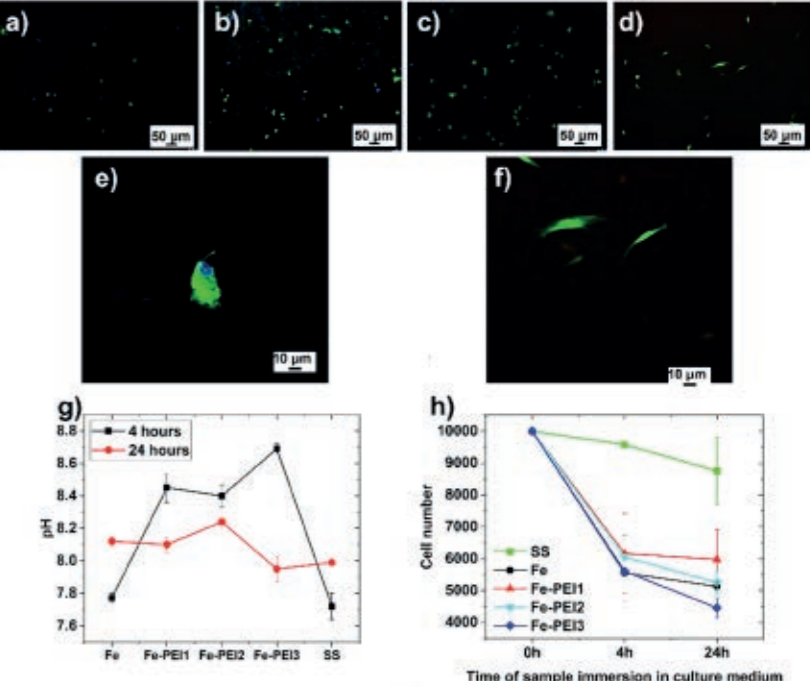 a) b) c) d)
50 µm 50 µm 50 µm 50 µm
e) f)
10 µm 10 µm
g)
8.8
8.6
8.4
8.2
8.0
7.8
7.6
pH
4 hours
24 hours
Fe Fe-PEI1 Fe-PEI2 Fe-PEI3 SS
h)
10000
9000
8000
7000
6000
5000
4000
Cell number
SS
Fe
Fe-PEI1
Fe-PEI2
Fe-PEI3
0h 4h 24h
Time of sample immersion in culture medium